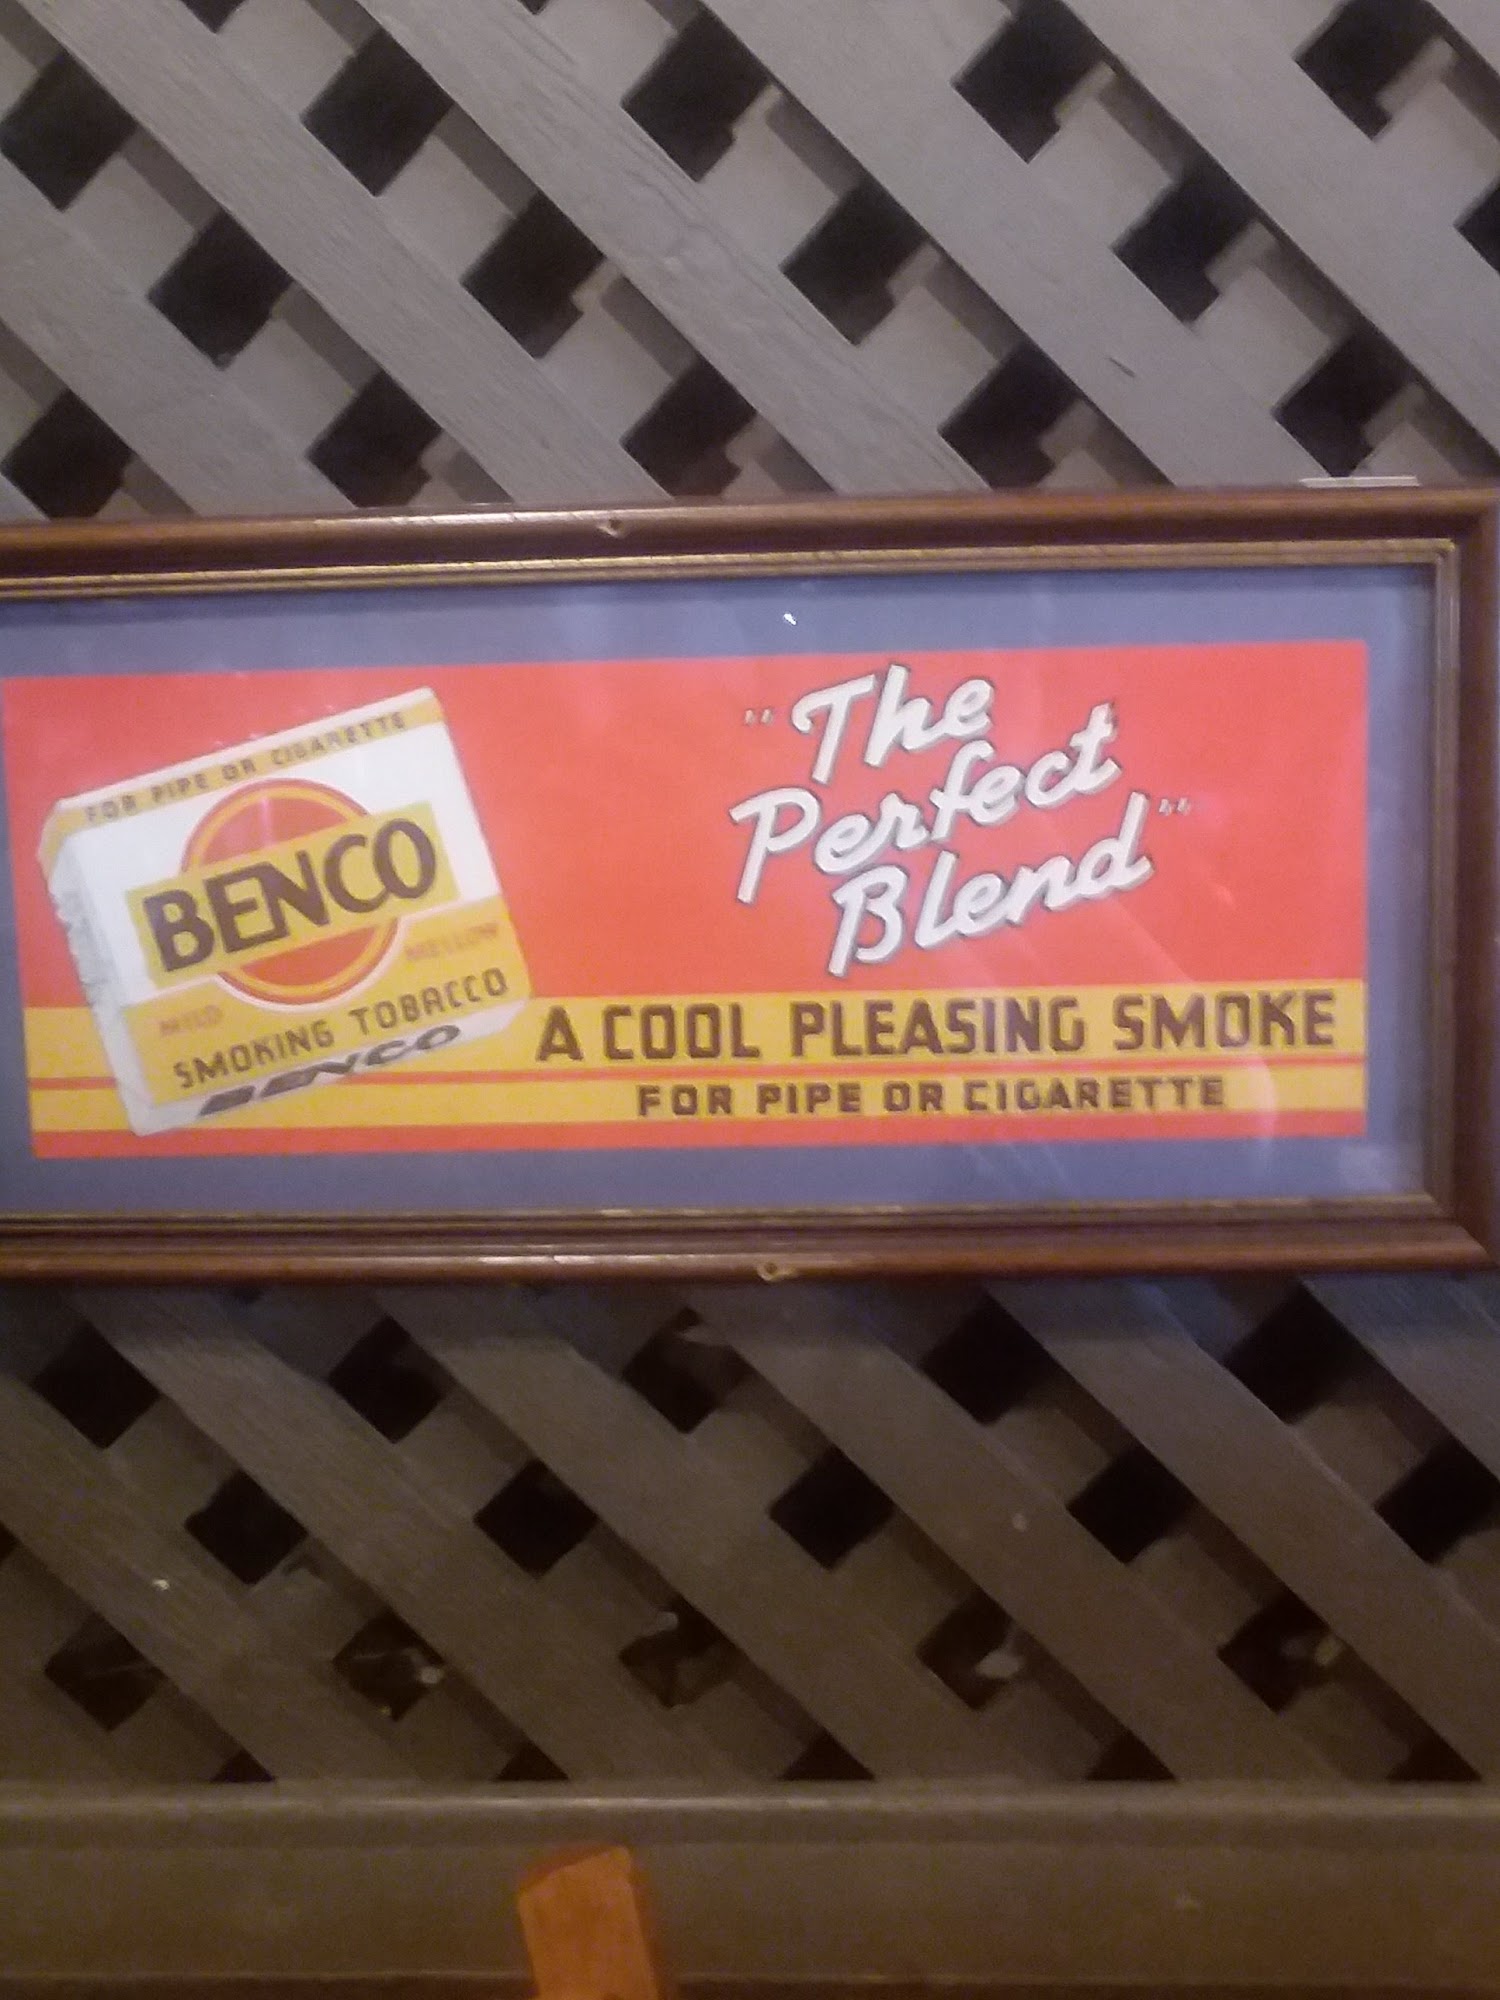 FOR PIPE OR CIGARETTE
BENCO
MILD
MELLOW
SMOKING TOBACCO
BENCO
"The
Perfect
Blend"
A COOL PLEASING SMOKE
FOR PIPE OR CIGARETTE